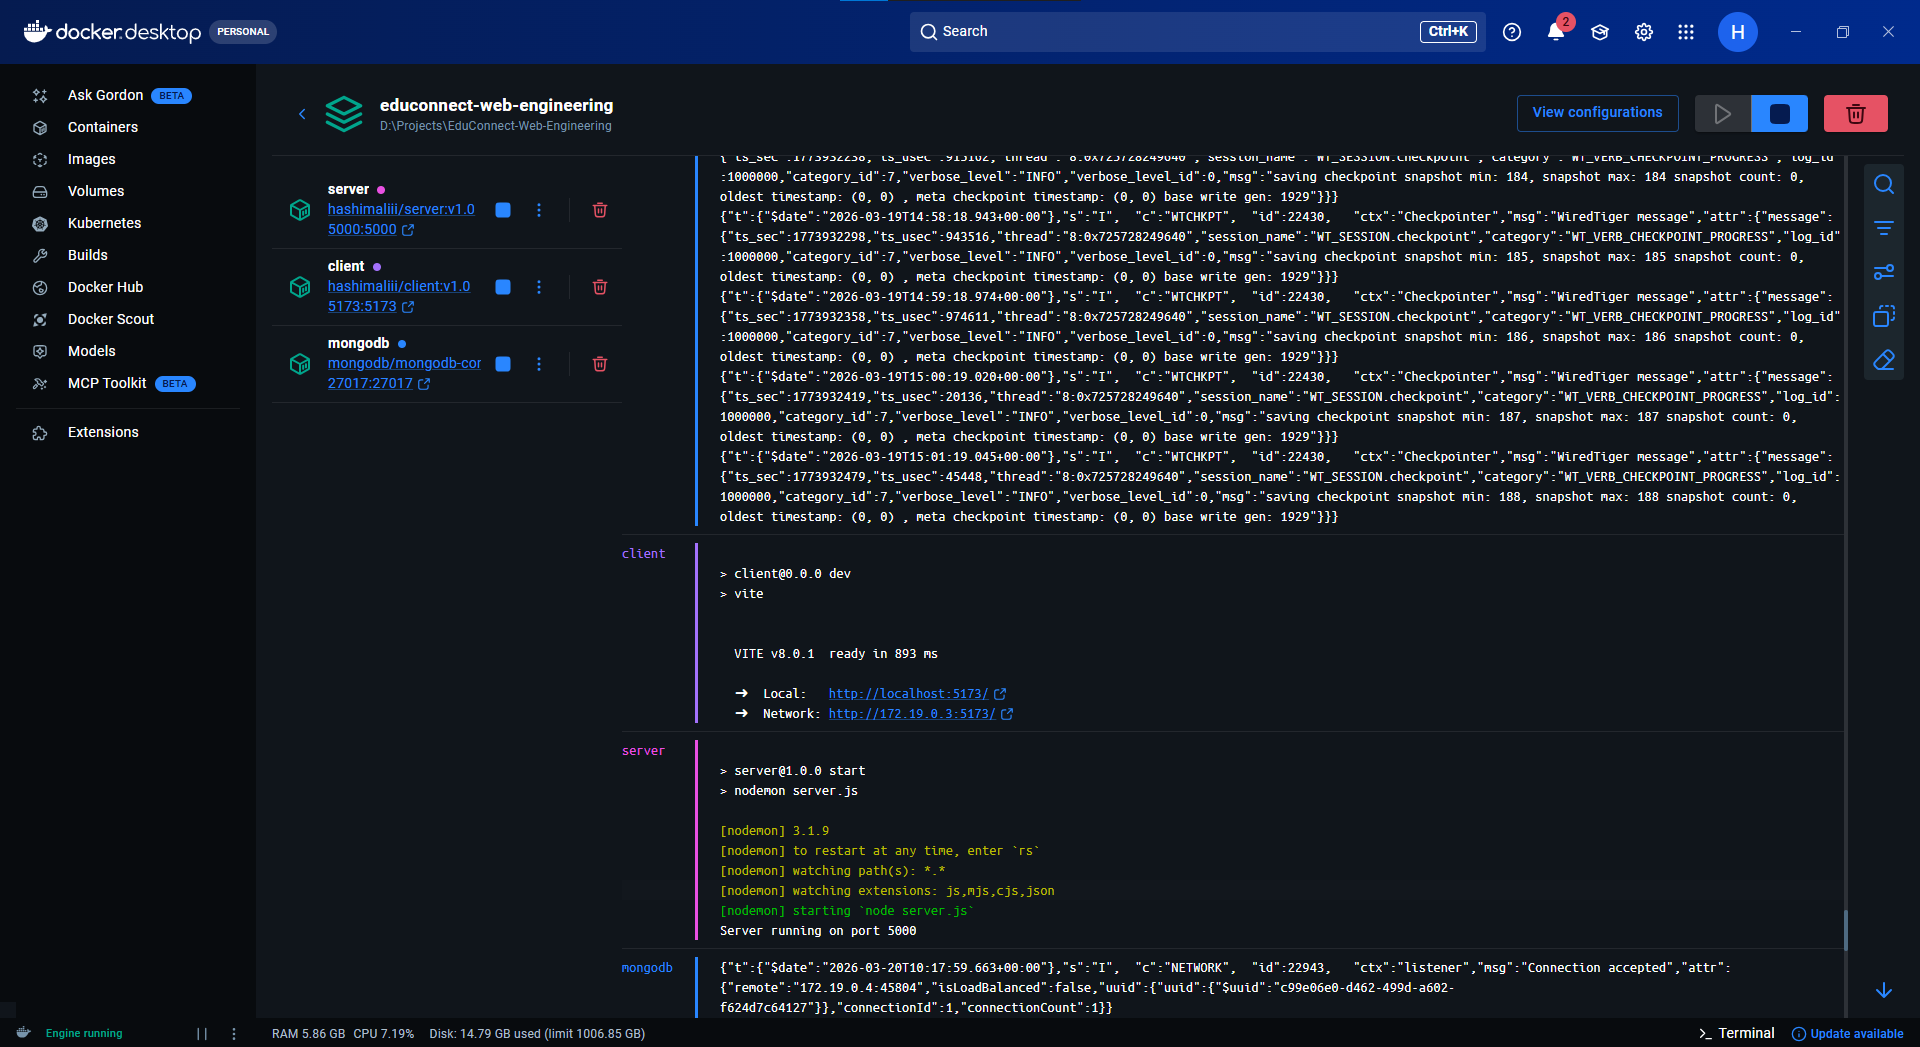 docker.desktop PERSONAL
Search Ctrl+K
2
H
Ask Gordon BETA
Containers
Images
Volumes
Kubernetes
Builds
Docker Hub
Docker Scout
Models
MCP Toolkit BETA
Extensions
educonnect-web-engineering
D:\Projects\EduConnect-Web-Engineering
View configurations
server
hashimaliii/server:v1.0
5000:5000
client
hashimaliii/client:v1.0
5173:5173
mongodb
mongodb/mongodb-cor
27017:27017
{"ts_sec":1773932238,"ts_usec":915162,"thread":"8:0x725728249640","session_name":"WT_SESSION.checkpoint","category":"WT_VERB_CHECKPOINT_PROGRESS","log_id"
:1000000,"category_id":7,"verbose_level":"INFO","verbose_level_id":0,"msg":"saving checkpoint snapshot min: 184, snapshot max: 184 snapshot count: 0,
oldest timestamp: (0, 0) , meta checkpoint timestamp: (0, 0) base write gen: 1929"}}}
{"t":{"$date":"2026-03-19T14:58:18.943+00:00"},"s":"I",  "c":"WTCHKPT",  "id":22430,   "ctx":"Checkpointer","msg":"WiredTiger message","attr":{"message":
{"ts_sec":1773932298,"ts_usec":943516,"thread":"8:0x725728249640","session_name":"WT_SESSION.checkpoint","category":"WT_VERB_CHECKPOINT_PROGRESS","log_id"
:1000000,"category_id":7,"verbose_level":"INFO","verbose_level_id":0,"msg":"saving checkpoint snapshot min: 185, snapshot max: 185 snapshot count: 0,
oldest timestamp: (0, 0) , meta checkpoint timestamp: (0, 0) base write gen: 1929"}}}
{"t":{"$date":"2026-03-19T14:59:18.974+00:00"},"s":"I",  "c":"WTCHKPT",  "id":22430,   "ctx":"Checkpointer","msg":"WiredTiger message","attr":{"message":
{"ts_sec":1773932358,"ts_usec":974611,"thread":"8:0x725728249640","session_name":"WT_SESSION.checkpoint","category":"WT_VERB_CHECKPOINT_PROGRESS","log_id"
:1000000,"category_id":7,"verbose_level":"INFO","verbose_level_id":0,"msg":"saving checkpoint snapshot min: 186, snapshot max: 186 snapshot count: 0,
oldest timestamp: (0, 0) , meta checkpoint timestamp: (0, 0) base write gen: 1929"}}}
{"t":{"$date":"2026-03-19T15:00:19.020+00:00"},"s":"I",  "c":"WTCHKPT",  "id":22430,   "ctx":"Checkpointer","msg":"WiredTiger message","attr":{"message":
{"ts_sec":1773932419,"ts_usec":20136,"thread":"8:0x725728249640","session_name":"WT_SESSION.checkpoint","category":"WT_VERB_CHECKPOINT_PROGRESS","log_id":
1000000,"category_id":7,"verbose_level":"INFO","verbose_level_id":0,"msg":"saving checkpoint snapshot min: 187, snapshot max: 187 snapshot count: 0,
oldest timestamp: (0, 0) , meta checkpoint timestamp: (0, 0) base write gen: 1929"}}}
{"t":{"$date":"2026-03-19T15:01:19.045+00:00"},"s":"I",  "c":"WTCHKPT",  "id":22430,   "ctx":"Checkpointer","msg":"WiredTiger message","attr":{"message":
{"ts_sec":1773932479,"ts_usec":45448,"thread":"8:0x725728249640","session_name":"WT_SESSION.checkpoint","category":"WT_VERB_CHECKPOINT_PROGRESS","log_id":
1000000,"category_id":7,"verbose_level":"INFO","verbose_level_id":0,"msg":"saving checkpoint snapshot min: 188, snapshot max: 188 snapshot count: 0,
oldest timestamp: (0, 0) , meta checkpoint timestamp: (0, 0) base write gen: 1929"}}}
client
> client@0.0.0 dev
> vite
VITE v8.0.1  ready in 893 ms
➜  Local:   http://localhost:5173/
➜  Network: http://172.19.0.3:5173/
server
> server@1.0.0 start
> nodemon server.js
[nodemon] 3.1.9
[nodemon] to restart at any time, enter `rs`
[nodemon] watching path(s): *.*
[nodemon] watching extensions: js,mjs,cjs,json
[nodemon] starting `node server.js`
Server running on port 5000
mongodb
{"t":{"$date":"2026-03-20T10:17:59.663+00:00"},"s":"I",  "c":"NETWORK",  "id":22943,   "ctx":"listener","msg":"Connection accepted","attr":
{"remote":"172.19.0.4:45804","isLoadBalanced":false,"uuid":{"uuid":{"$uuid":"c99e06e0-d462-499d-a602-
f624d7c64127"}},"connectionId":1,"connectionCount":1}}
Engine running
RAM 5.86 GB CPU 7.19% Disk: 14.79 GB used (limit 1006.85 GB)
>_ Terminal
Update available